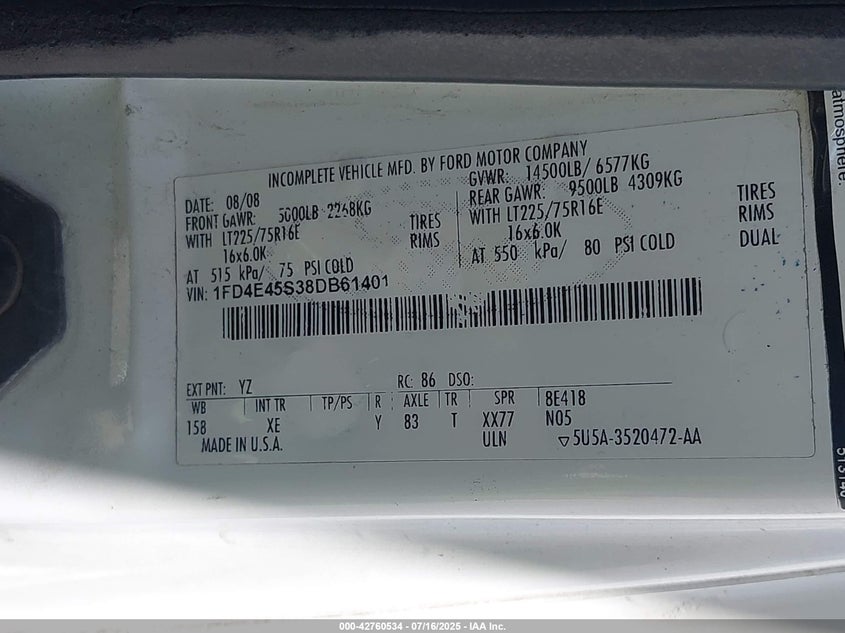 atmosphere.
INCOMPLETE VEHICLE MFD. BY FORD MOTOR COMPANY
DATE: 08/08
GVWR: 14500LB/ 6577KG
FRONT GAWR: 5000LB 2268KG
REAR GAWR: 9500LB 4309KG
WITH LT225/75R16E TIRES
WITH LT225/75R16E TIRES
16x6.0K RIMS
16x6.0K RIMS
AT 515 kPa/ 75 PSI COLD
AT 550 kPa/ 80 PSI COLD DUAL
VIN: 1FD4E45S38DB61401
EXT PNT: YZ RC: 86 DSO:
WB INT TR TP/PS R AXLE TR SPR 8E418
158 XE Y 83 T XX77 N05
MADE IN U.S.A. ULN 5U5A-3520472-AA
000-42760534 - 07/16/2025 - IAA Inc.